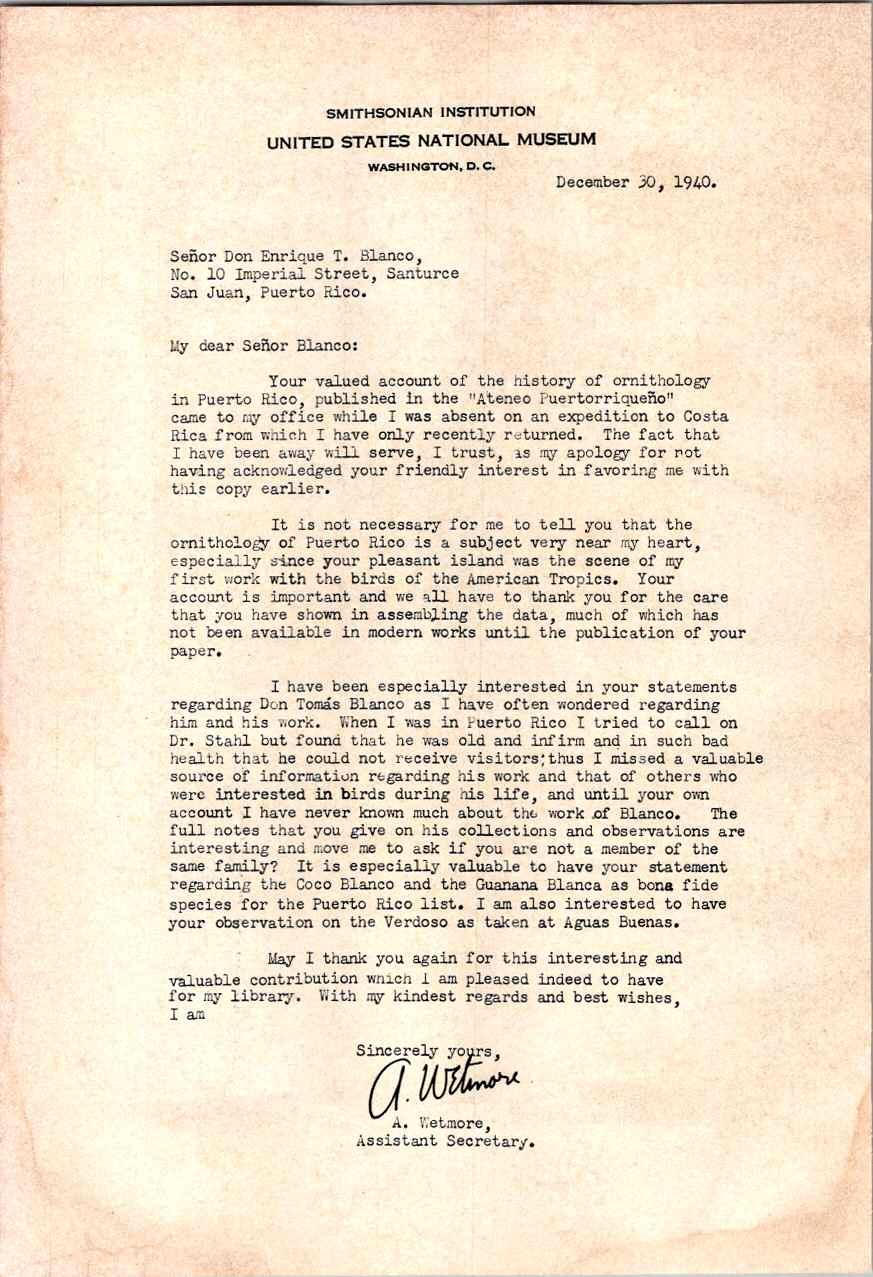 SMITHSONIAN INSTITUTION
UNITED STATES NATIONAL MUSEUM
WASHINGTON, D. C.
December 30, 1940.
Señor Don Enrique T. Blanco,
No. 10 Imperial Street, Santurce
San Juan, Puerto Rico.
My dear Señor Blanco:
Your valued account of the history of ornithology
in Puerto Rico, published in the "Ateneo Puertorriqueño"
came to my office while I was absent on an expedition to Costa
Rica from which I have only recently returned. The fact that
I have been away will serve, I trust, as my apology for not
having acknowledged your friendly interest in favoring me with
this copy earlier.
It is not necessary for me to tell you that the
ornithology of Puerto Rico is a subject very near my heart,
especially since your pleasant island was the scene of my
first work with the birds of the American Tropics. Your
account is important and we all have to thank you for the care
that you have shown in assembling the data, much of which has
not been available in modern works until the publication of your
paper.
I have been especially interested in your statements
regarding Don Tomás Blanco as I have often wondered regarding
him and his work. When I was in Puerto Rico I tried to call on
Dr. Stahl but found that he was old and infirm and in such bad
health that he could not receive visitors; thus I missed a valuable
source of information regarding his work and that of others who
were interested in birds during his life, and until your own
account I have never known much about the work of Blanco. The
full notes that you give on his collections and observations are
interesting and move me to ask if you are not a member of the
same family? It is especially valuable to have your statement
regarding the Coco Blanco and the Guanana Blanca as bona fide
species for the Puerto Rico list. I am also interested to have
your observation on the Verdoso as taken at Aguas Buenas.
May I thank you again for this interesting and
valuable contribution which I am pleased indeed to have
for my library. With my kindest regards and best wishes,
I am
Sincerely yours,
A. Wetmore
A. Wetmore,
Assistant Secretary.